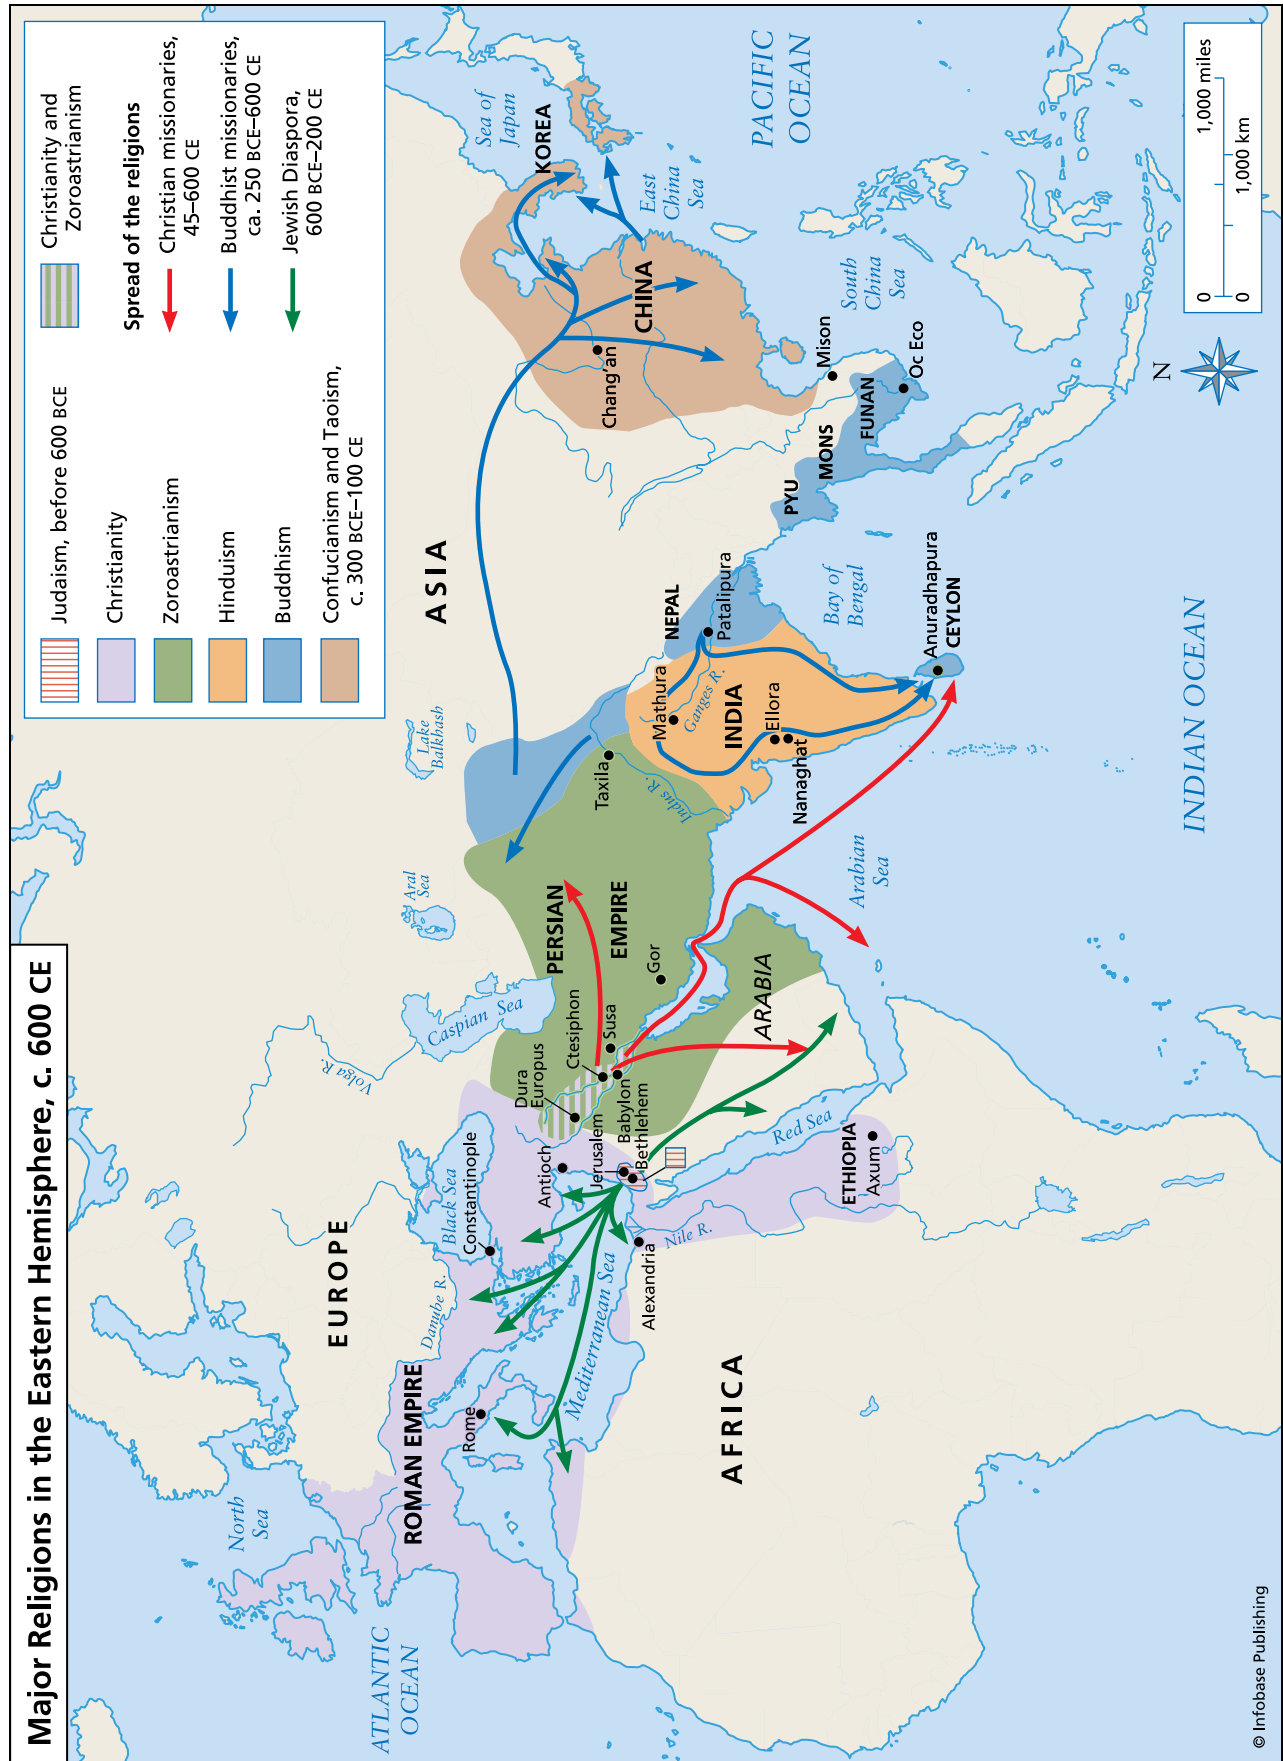 Major Religions in the Eastern Hemisphere, c. 600 CE
Judaism, before 600 BCE
Christianity
Zoroastrianism
Hinduism
Buddhism
Confucianism and Taoism,
c. 300 BCE–100 CE
Christianity and
Zoroastrianism
Spread of the religions
Christian missionaries,
45–600 CE
Buddhist missionaries,
ca. 250 BCE–600 CE
Jewish Diaspora,
600 BCE–200 CE
ATLANTIC
OCEAN
North
Sea
EUROPE
ROMAN EMPIRE
Rome
Danube R.
Black Sea
Constantinople
Mediterranean Sea
Antioch
Jerusalem
Bethlehem
Alexandria
Nile R.
AFRICA
ETHIOPIA
Axum
Red Sea
Volga R.
Caspian Sea
Aral
Sea
Lake
Balkhash
Dura
Europus
Ctesiphon
Susa
Babylon
Gor
PERSIAN
EMPIRE
ARABIA
Arabian
Sea
ASIA
Taxila
Indus R.
Mathura
Ganges R.
NEPAL
Patalipura
INDIA
Ellora
Nanaghat
Bay of
Bengal
Anuradhapura
CEYLON
INDIAN OCEAN
PYU
MONS
FUNAN
Mison
Oc Eco
South
China
Sea
CHINA
Chang'an
KOREA
Sea of
Japan
East
China
Sea
PACIFIC
OCEAN
N
0 1,000 miles
0 1,000 km
© Infobase Publishing